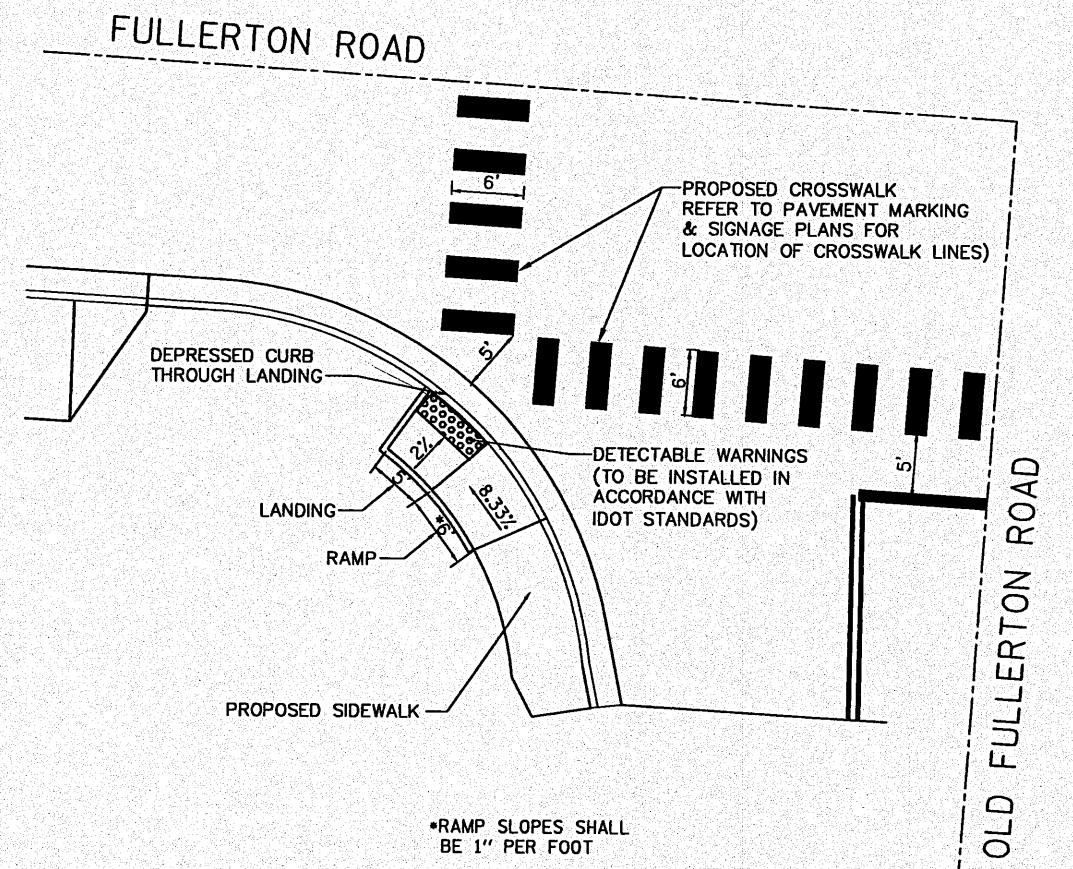 FULLERTON ROAD
6'
PROPOSED CROSSWALK
REFER TO PAVEMENT MARKING
& SIGNAGE PLANS FOR
LOCATION OF CROSSWALK LINES)
5'
DEPRESSED CURB
THROUGH LANDING
6'
2%
DETECTABLE WARNINGS
(TO BE INSTALLED IN
ACCORDANCE WITH
IDOT STANDARDS)
5'
5'
8.33%
LANDING
*6'
RAMP
OLD FULLERTON ROAD
PROPOSED SIDEWALK
*RAMP SLOPES SHALL
BE 1" PER FOOT